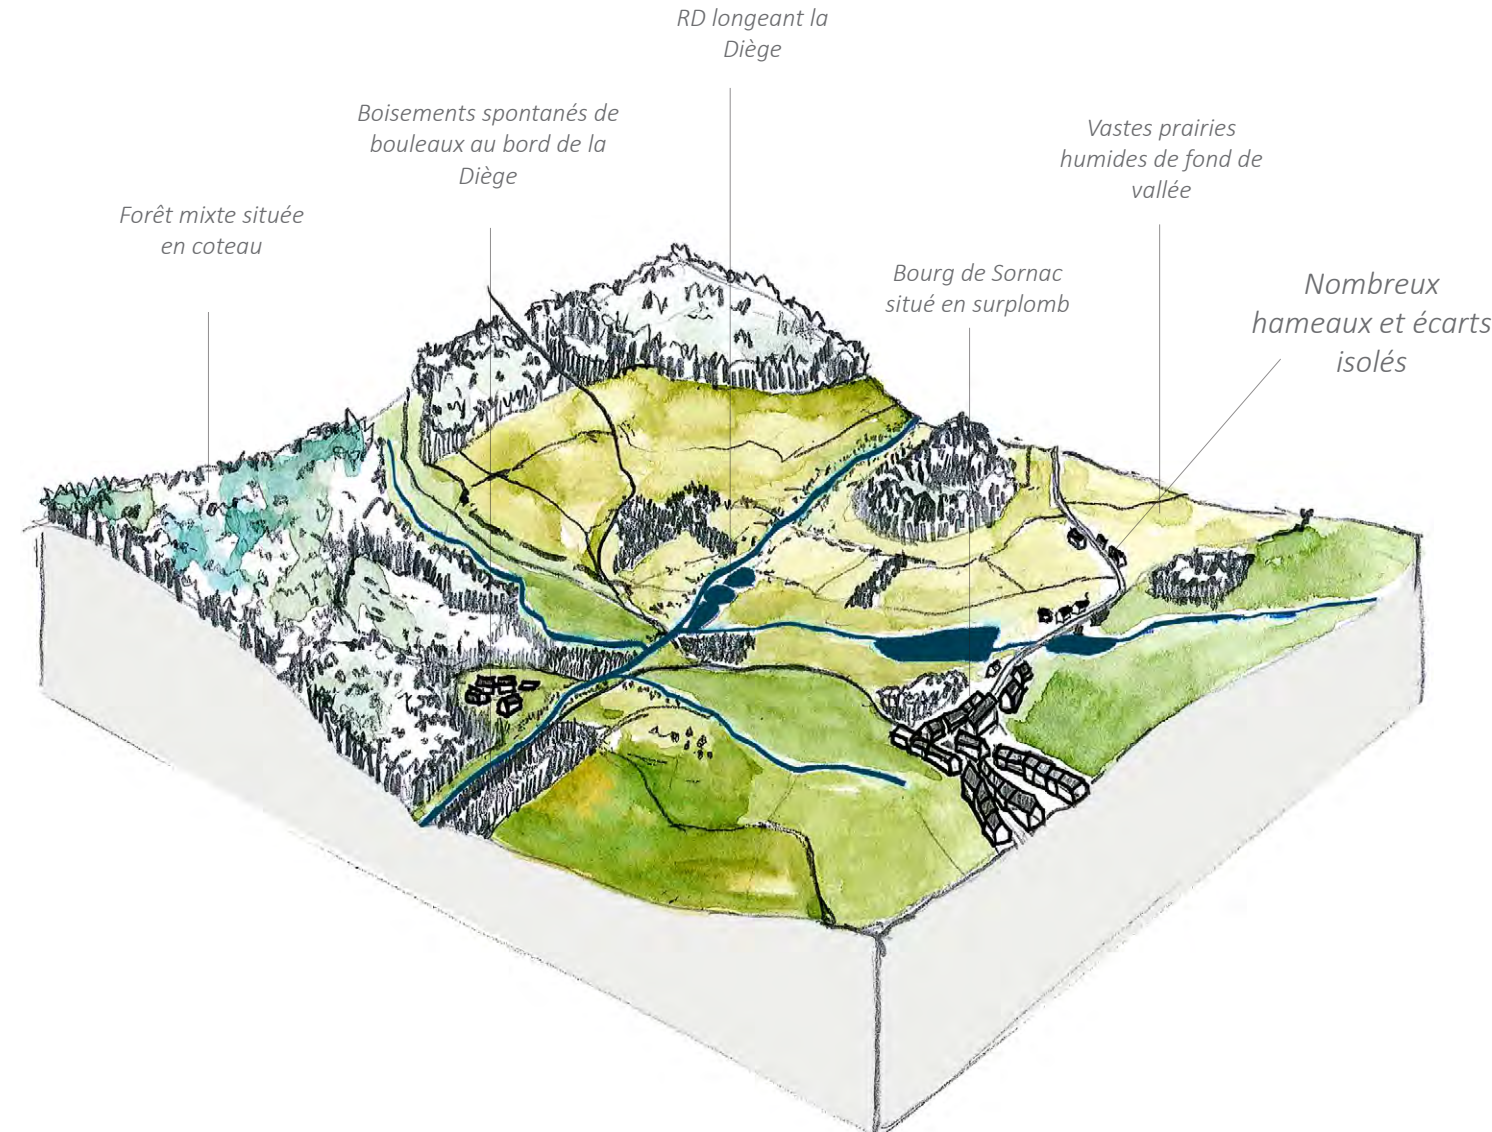 RD longeant la
Diège
Boisements spontanés de
bouleaux au bord de la
Diège
Vastes prairies
humides de fond de
vallée
Forêt mixte située
en coteau
Bourg de Sornac
situé en surplomb
Nombreux
hameaux et écarts
isolés